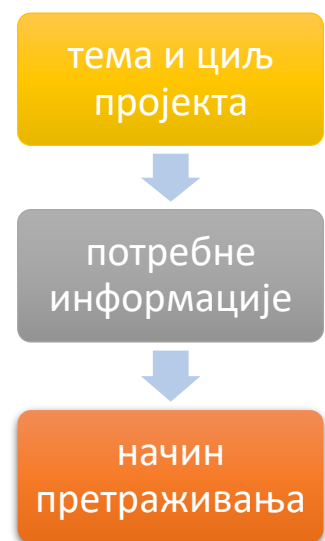 тема и циљ
пројекта
потребне
информације
начин
претраживања